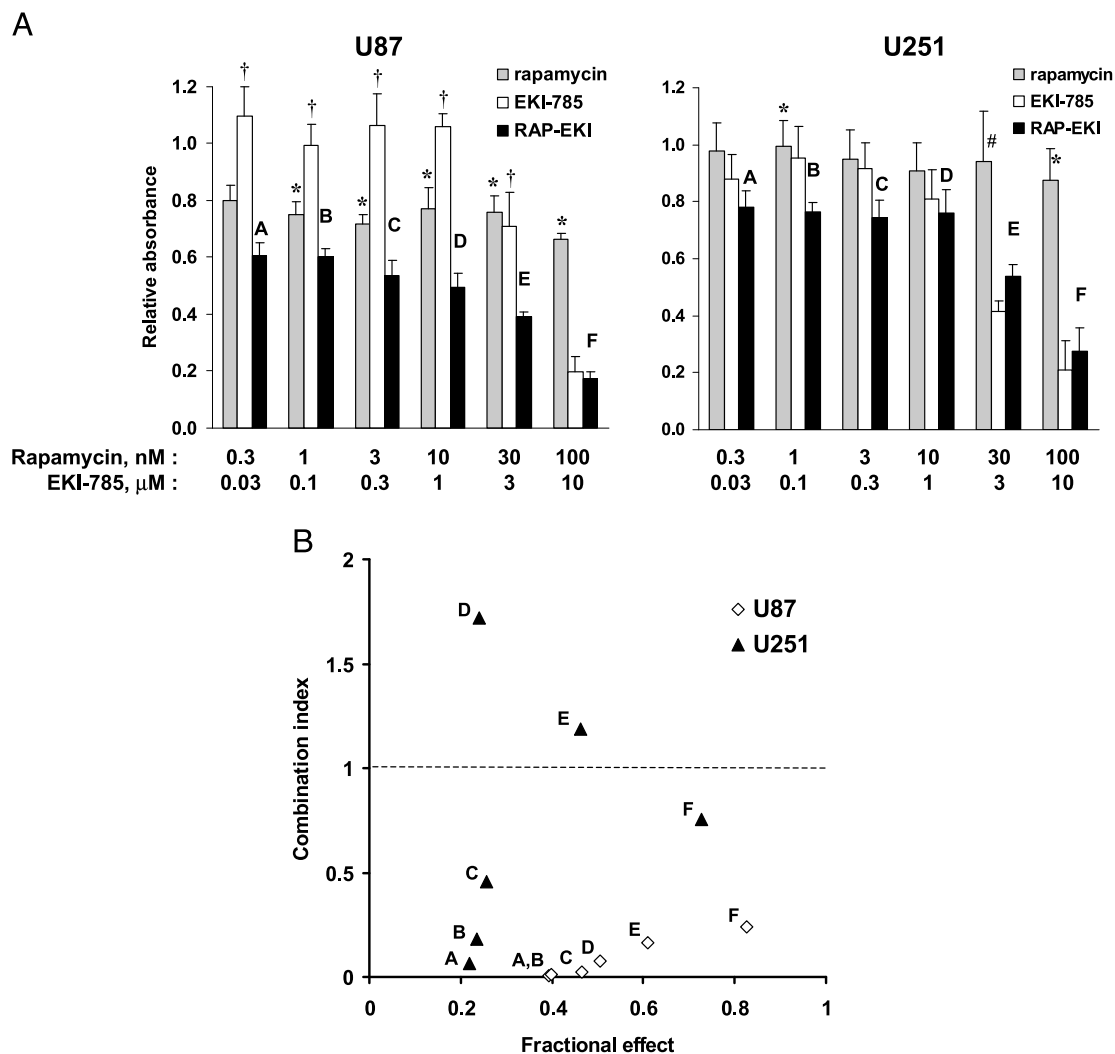 A
U87
U251
rapamycin
EKI-785
RAP-EKI
rapamycin
EKI-785
RAP-EKI
Relative absorbance
1.2
1.0
0.8
0.6
0.4
0.2
0.0
† † † † †
* * * * *
A B C D E F
1.2
1.0
0.8
0.6
0.4
0.2
0.0
* # *
A B C D E F
Rapamycin, nM : 0.3 1 3 10 30 100 0.3 1 3 10 30 100
EKI-785, μM : 0.03 0.1 0.3 1 3 10 0.03 0.1 0.3 1 3 10
B
Combination index
2
1.5
1
0.5
0
U87
U251
D
E
F
C
B
A
A,B
C
D
E
F
0 0.2 0.4 0.6 0.8 1
Fractional effect